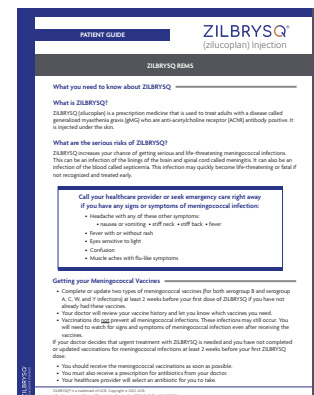 PATIENT GUIDE
ZILBRYSQ®
(zilucoplan) Injection
ZILBRYSQ REMS
What you need to know about ZILBRYSQ
What is ZILBRYSQ?
ZILBRYSQ (zilucoplan) is a prescription medicine that is used to treat adults with a disease called
generalized myasthenia gravis (gMG) who are anti-acetylcholine receptor (AChR) antibody positive. It
is injected under the skin.
What are the serious risks of ZILBRYSQ?
ZILBRYSQ increases your chance of getting serious and life-threatening meningococcal infections.
This can be an infection of the linings of the brain and spinal cord called meningitis. It can also be an
infection of the blood called septicemia. This infection may quickly become life-threatening or fatal if
not recognized and treated early.
Call your healthcare provider or seek emergency care right away
if you have any signs or symptoms of meningococcal infection:
• Headache with any of these other symptoms:
• nausea or vomiting • stiff neck • stiff back • fever
• Fever with or without rash
• Eyes sensitive to light
• Confusion
• Muscle aches with flu-like symptoms
Getting your Meningococcal Vaccines
• Complete or update two types of meningococcal vaccines (for both serogroup B and serogroup
A, C, W, and Y infections) at least 2 weeks before your first dose of ZILBRYSQ if you have not
already had these vaccines.
• Your doctor will review your vaccine history and let you know which vaccines you need.
• Vaccinations do not prevent all meningococcal infections. These infections may still occur. You
will need to watch for signs and symptoms of meningococcal infection even after receiving the
vaccines.
If your doctor decides that urgent treatment with ZILBRYSQ is needed and you have not completed
or updated vaccinations for meningococcal infections at least 2 weeks before your first ZILBRYSQ
dose:
• You should receive the meningococcal vaccinations as soon as possible.
• You must also receive a prescription for antibiotics from your doctor.
• Your healthcare provider will select an antibiotic for you to take.
ZILBRYSQ